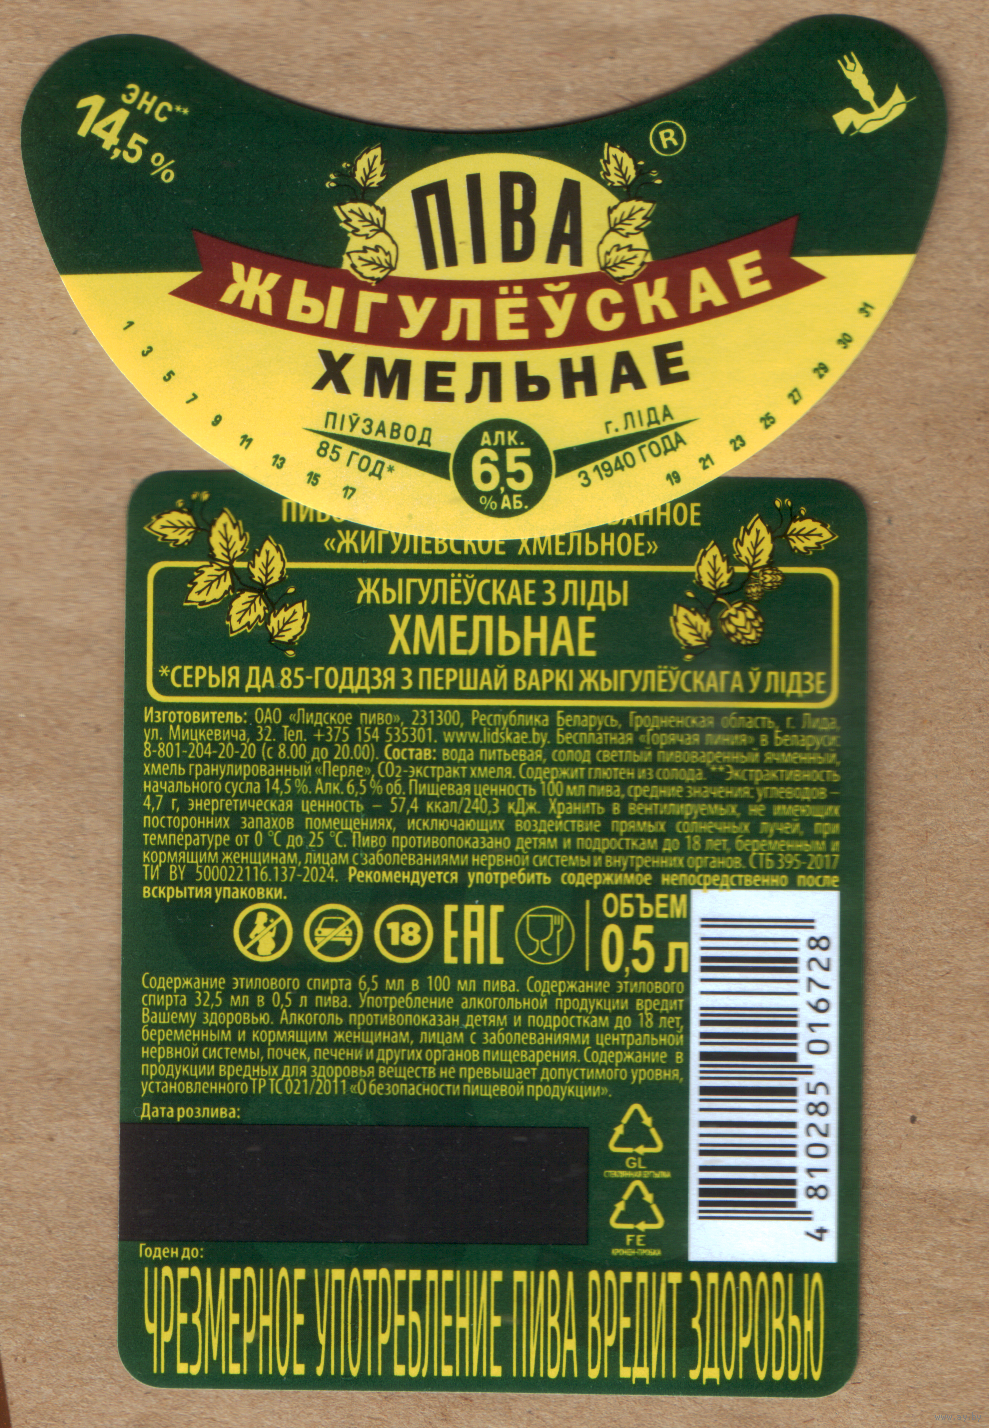 ЭНС**
14,5 %
®
ПІВА
ЖЫГУЛЁЎСКАЕ
ХМЕЛЬНАЕ
ПІЎЗАВОД
85 ГОД*
АЛК.
6,5
% АБ.
г. ЛІДА
З 1940 ГОДА
1 3 5 7 9 11 13 15 17
19 21 23 25 27 29 30 31
«ЖИГУЛЕВСКОЕ ХМЕЛЬНОЕ»
ЖЫГУЛЁЎСКАЕ З ЛІДЫ
ХМЕЛЬНАЕ
*СЕРЫЯ ДА 85-ГОДДЗЯ З ПЕРШАЙ ВАРКІ ЖЫГУЛЁЎСКАГА Ў ЛІДЗЕ
Изготовитель: ОАО «Лидское пиво», 231300, Республика Беларусь, Гродненская область, г. Лида,
ул. Мицкевича, 32. Тел. +375 154 535301. www.lidskae.by. Бесплатная «Горячая линия» в Беларуси:
8-801-204-20-20 (с 8.00 до 20.00). Состав: вода питьевая, солод светлый пивоваренный ячменный,
хмель гранулированный «Перле», CO2-экстракт хмеля. Содержит глютен из солода. **Экстрактивность
начального сусла 14,5 %. Алк. 6,5 % об. Пищевая ценность 100 мл пива, средние значения: углеводов –
4,7 г, энергетическая ценность – 57,4 ккал/240,3 кДж. Хранить в вентилируемых, не имеющих
посторонних запахов помещениях, исключающих воздействие прямых солнечных лучей, при
температуре от 0 °С до 25 °С. Пиво противопоказано детям и подросткам до 18 лет, беременным и
кормящим женщинам, лицам с заболеваниями нервной системы и внутренних органов. СТБ 395-2017
ТИ BY 500022116.137-2024. Рекомендуется употребить содержимое непосредственно после
вскрытия упаковки.
18
EAC
ОБЪЕМ
0,5 л
Содержание этилового спирта 6,5 мл в 100 мл пива. Содержание этилового
спирта 32,5 мл в 0,5 л пива. Употребление алкогольной продукции вредит
Вашему здоровью. Алкоголь противопоказан детям и подросткам до 18 лет,
беременным и кормящим женщинам, лицам с заболеваниями центральной
нервной системы, почек, печени и других органов пищеварения. Содержание в
продукции вредных для здоровья веществ не превышает допустимого уровня,
установленного ТР ТС 021/2011 «О безопасности пищевой продукции».
Дата розлива:
GL
СТЕКЛЯННАЯ БУТЫЛКА
FE
КРОНЕН-ПРОБКА
4 810285 016728
Годен до:
ЧРЕЗМЕРНОЕ УПОТРЕБЛЕНИЕ ПИВА ВРЕДИТ ЗДОРОВЬЮ